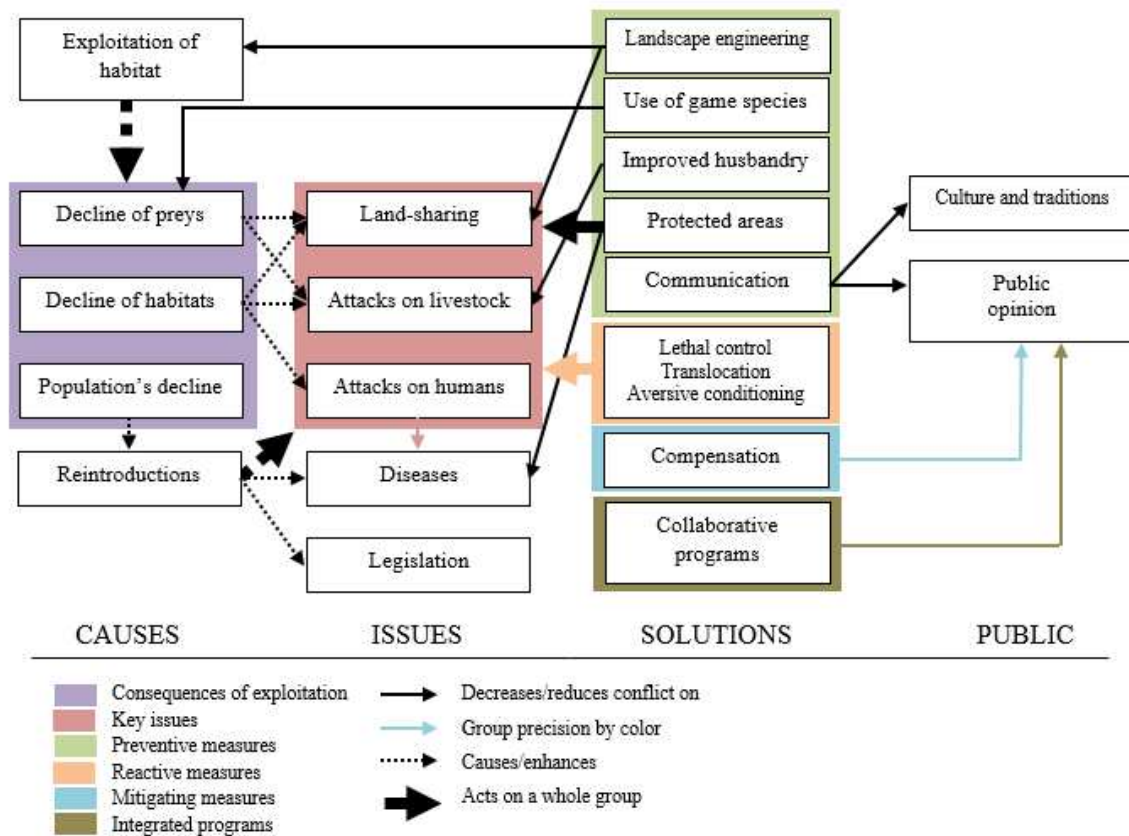 Exploitation of
habitat
Decline of preys
Decline of habitats
Population’s decline
Reintroductions
Land-sharing
Attacks on livestock
Attacks on humans
Diseases
Legislation
Landscape engineering
Use of game species
Improved husbandry
Protected areas
Communication
Lethal control
Translocation
Aversive conditioning
Compensation
Collaborative
programs
Culture and traditions
Public
opinion
CAUSES
ISSUES
SOLUTIONS
PUBLIC
Consequences of exploitation
Key issues
Preventive measures
Reactive measures
Mitigating measures
Integrated programs
Decreases/reduces conflict on
Group precision by color
Causes/enhances
Acts on a whole group